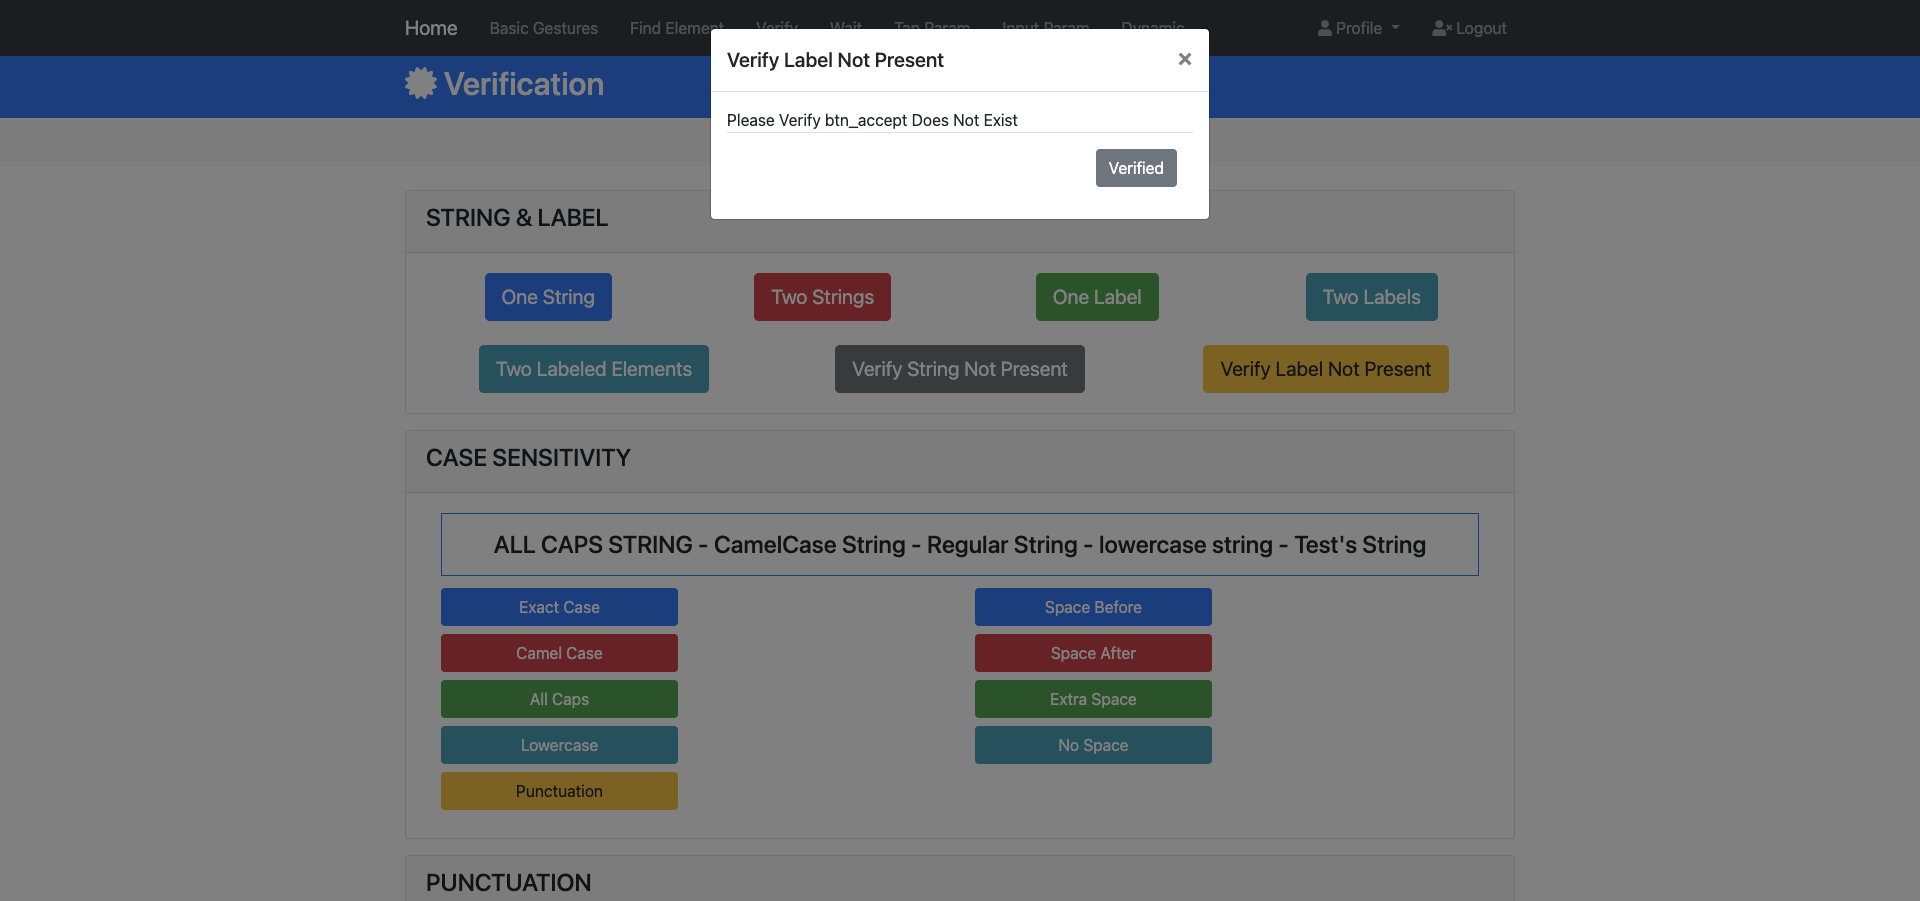 Home Basic Gestures Find Element Verify Wait Tap Param Input Param Dynamic Profile Logout
Verify Label Not Present ×
Verification
Please Verify btn_accept Does Not Exist
Verified
STRING & LABEL
One String Two Strings One Label Two Labels
Two Labeled Elements Verify String Not Present Verify Label Not Present
CASE SENSITIVITY
ALL CAPS STRING - CamelCase String - Regular String - lowercase string - Test's String
Exact Case Space Before
Camel Case Space After
All Caps Extra Space
Lowercase No Space
Punctuation
PUNCTUATION